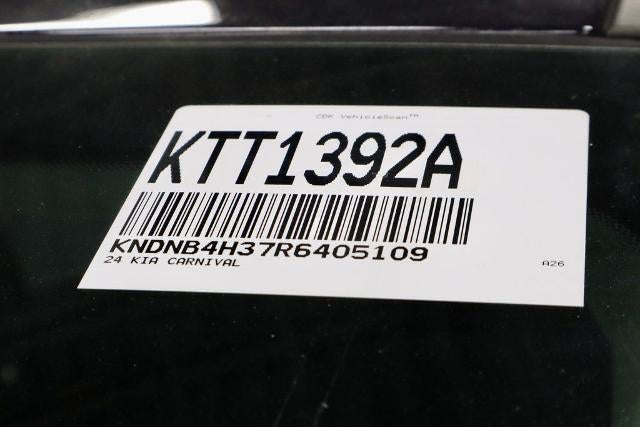 CDK VehicleScan™
KTT1392A
KNDNB4H37R6405109
24 KIA CARNIVAL
A26